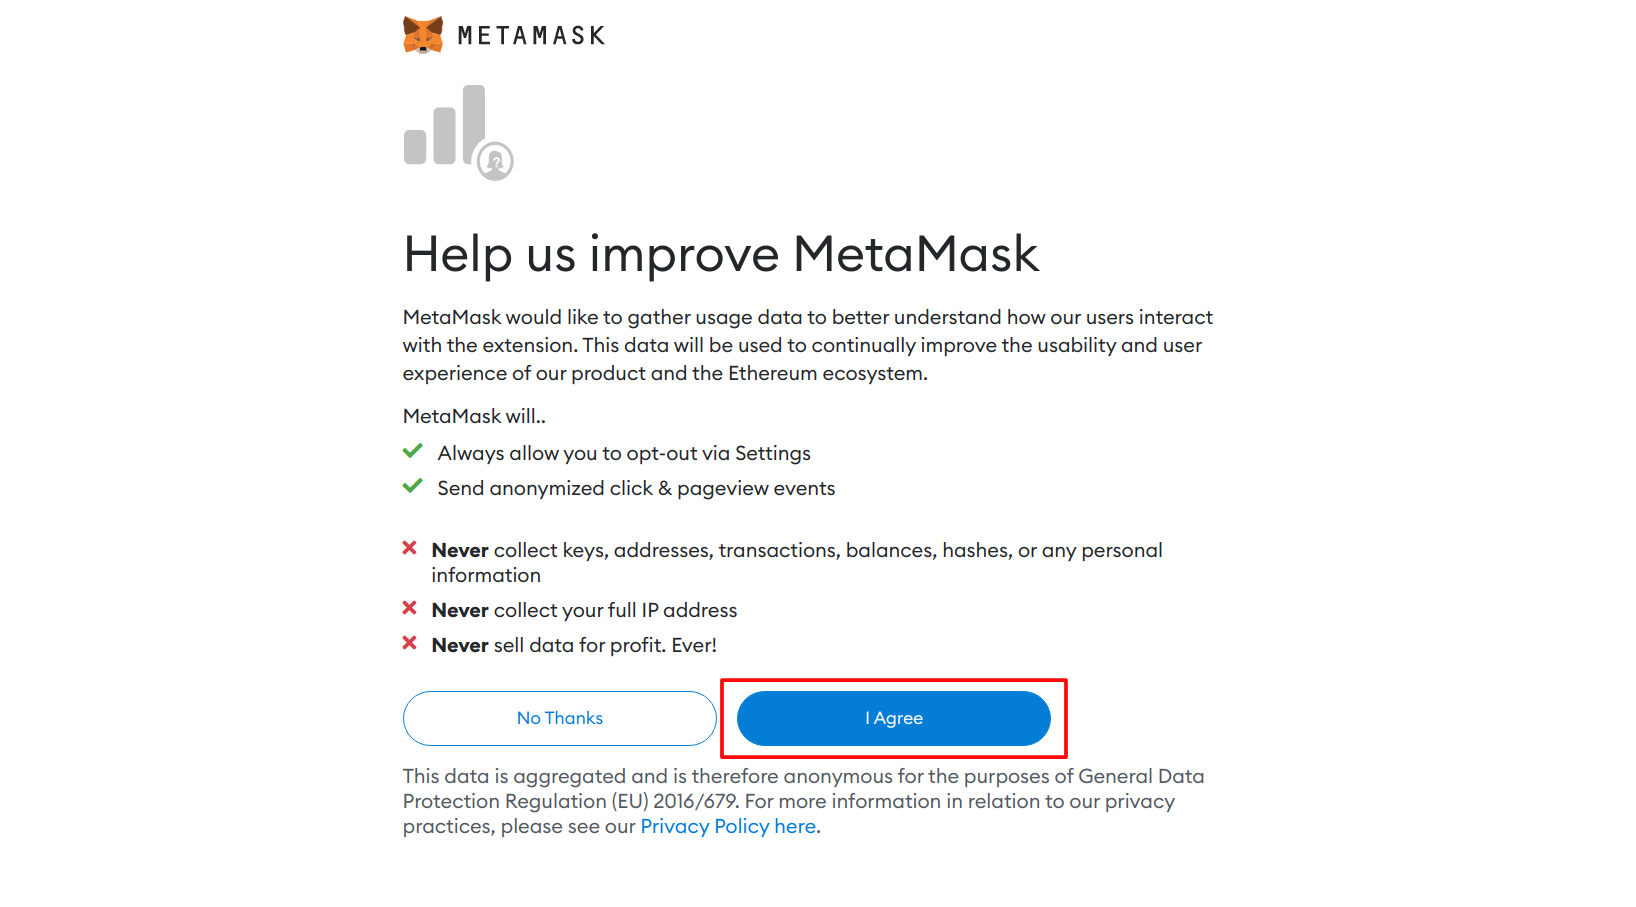 METAMASK
?
Help us improve MetaMask
MetaMask would like to gather usage data to better understand how our users interact
with the extension. This data will be used to continually improve the usability and user
experience of our product and the Ethereum ecosystem.
MetaMask will..
Always allow you to opt-out via Settings
Send anonymized click & pageview events
Never collect keys, addresses, transactions, balances, hashes, or any personal
information
Never collect your full IP address
Never sell data for profit. Ever!
No Thanks
I Agree
This data is aggregated and is therefore anonymous for the purposes of General Data
Protection Regulation (EU) 2016/679. For more information in relation to our privacy
practices, please see our Privacy Policy here.